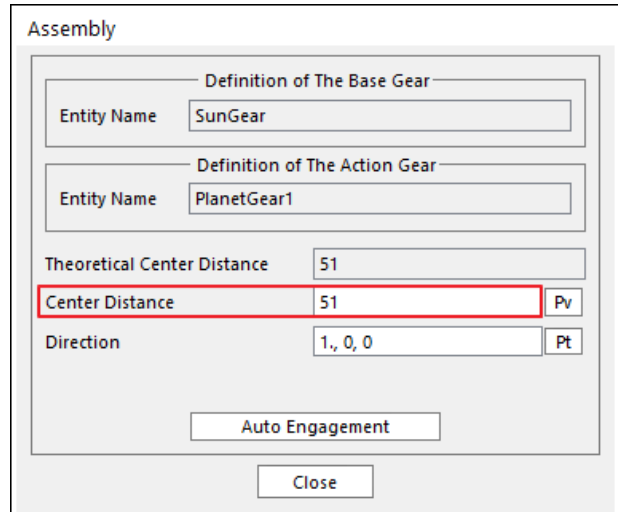 Assembly
Definition of The Base Gear
Entity Name SunGear
Definition of The Action Gear
Entity Name PlanetGear1
Theoretical Center Distance 51
Center Distance 51 Pv
Direction 1., 0, 0 Pt
Auto Engagement
Close